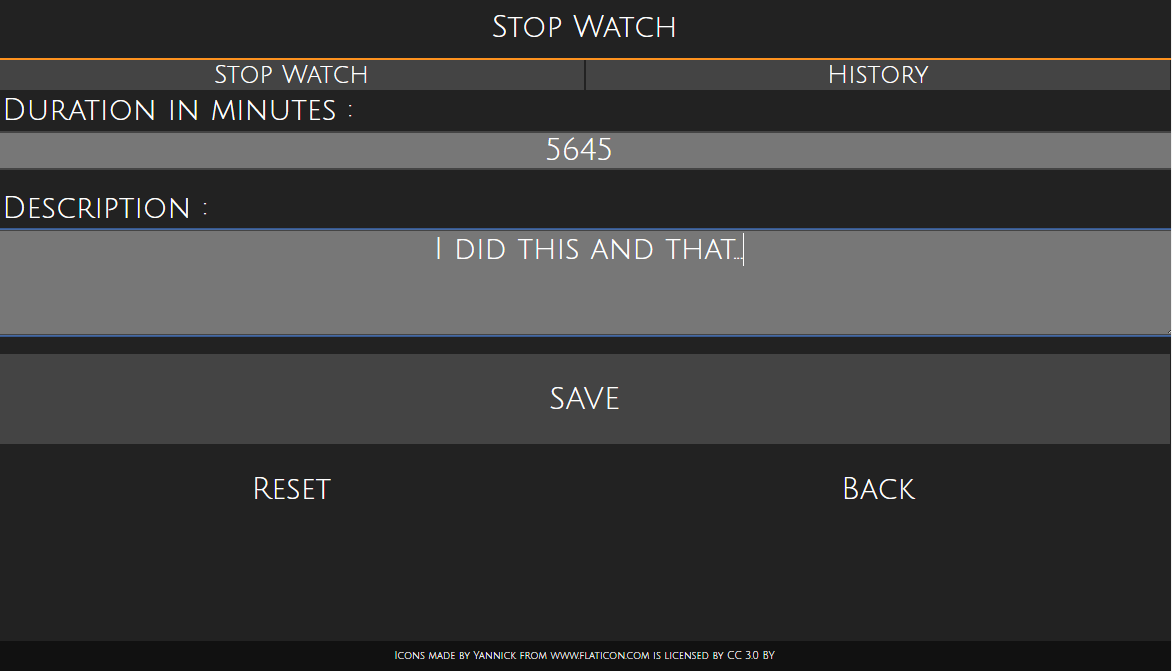 Stop Watch
Stop Watch History
Duration in minutes :
5645
Description :
I did this and that...
SAVE
Reset Back
Icons made by Yannick from www.flaticon.com is licensed by CC 3.0 BY